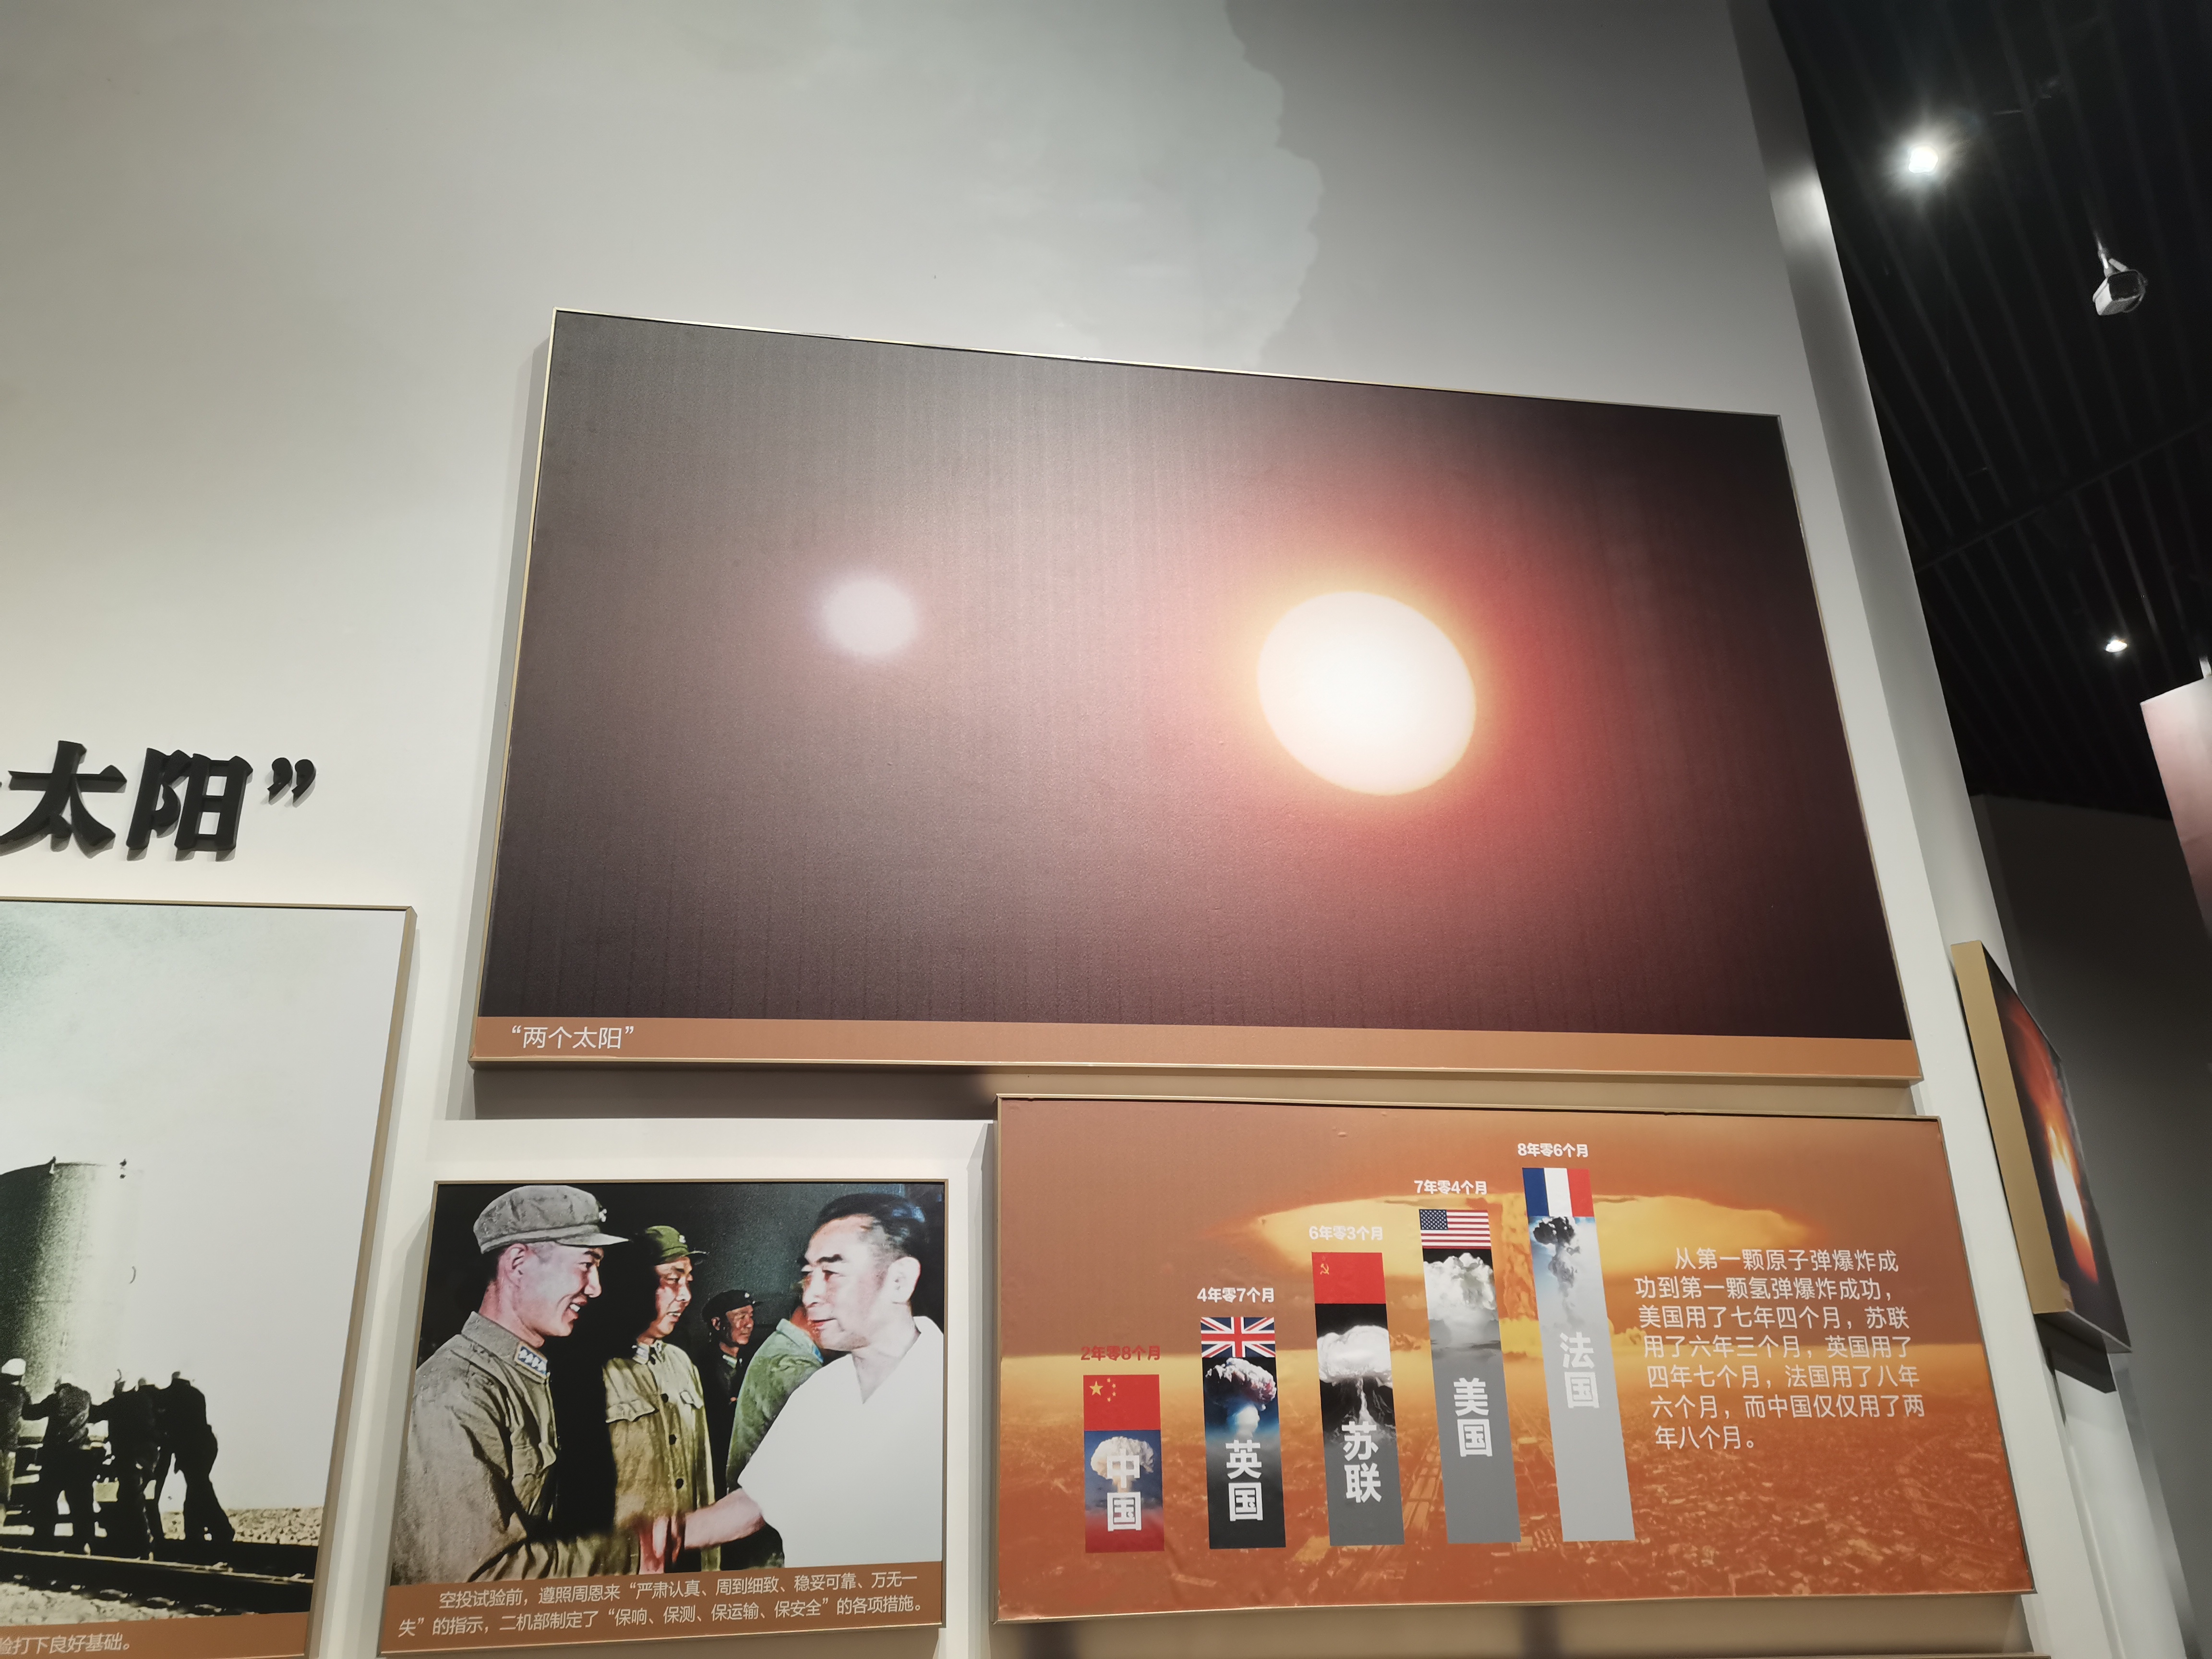 太阳”
“两个太阳”
验打下良好基础。
空投试验前，遵照周恩来“严肃认真、周到细致、稳妥可靠、万无一
失”的指示，二机部制定了“保响、保测、保运输、保安全”的各项措施。
2年零8个月
4年零7个月
6年零3个月
7年零4个月
8年零6个月
中国
英国
苏联
美国
法国
从第一颗原子弹爆炸成
功到第一颗氢弹爆炸成功，
美国用了七年四个月，苏联
用了六年三个月，英国用了
四年七个月，法国用了八年
六个月，而中国仅仅用了两
年八个月。